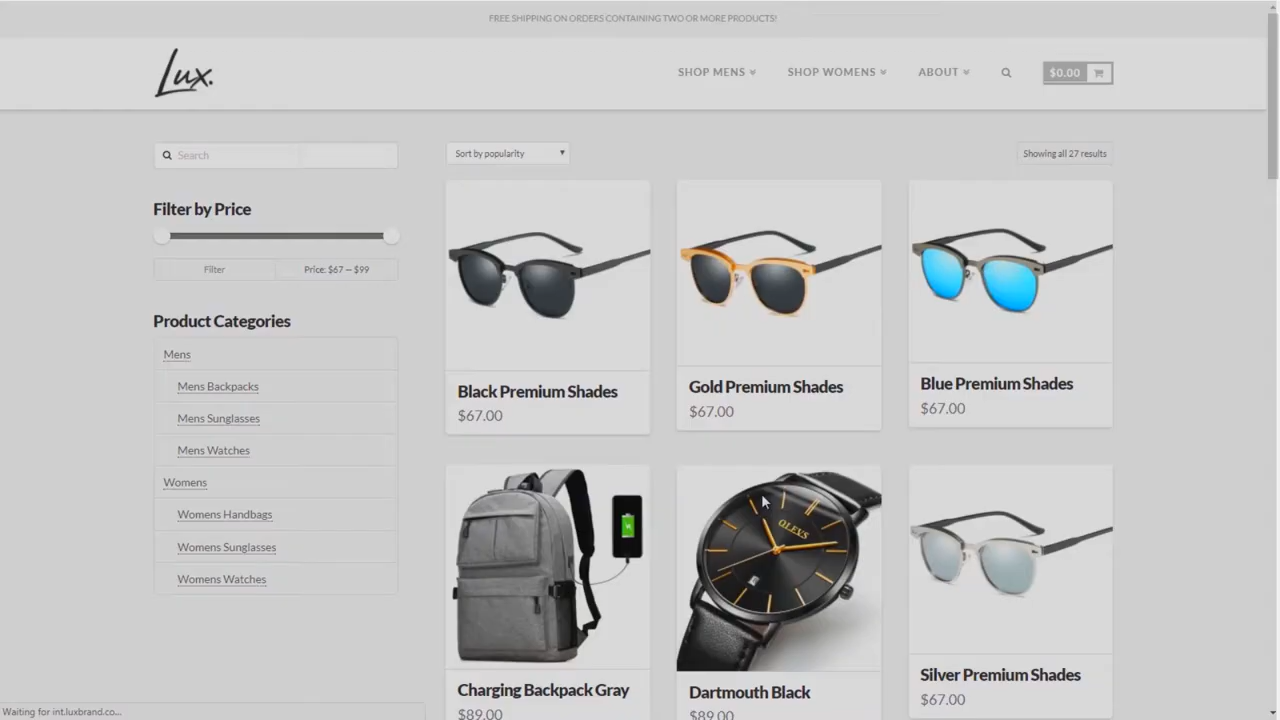 FREE SHIPPING ON ORDERS CONTAINING TWO OR MORE PRODUCTS!
Lux.
SHOP MENS
SHOP WOMENS
ABOUT
$0.00
Search
Sort by popularity
Showing all 27 results
Filter by Price
Filter
Price: $67 — $99
Product Categories
Mens
Mens Backpacks
Mens Sunglasses
Mens Watches
Womens
Womens Handbags
Womens Sunglasses
Womens Watches
Black Premium Shades
$67.00
Gold Premium Shades
$67.00
Blue Premium Shades
$67.00
OLEVS
Charging Backpack Gray
$89.00
Dartmouth Black
$89.00
Silver Premium Shades
$67.00
Waiting for int.luxbrand.co...